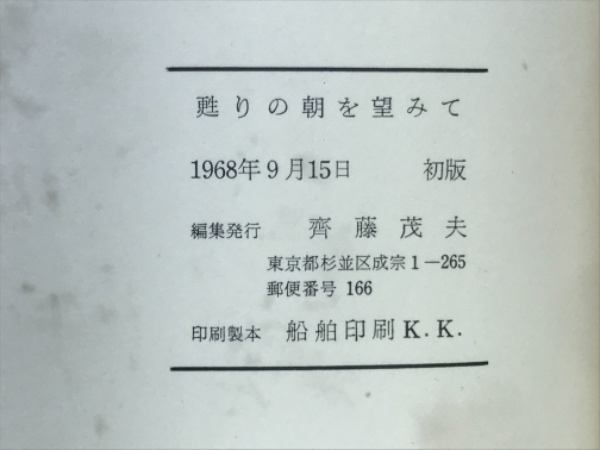 甦りの朝を望みて
1968年9月15日 初版
編集発行 齊藤茂夫
東京都杉並区成宗1―265
郵便番号 166
印刷製本 船舶印刷K.K.